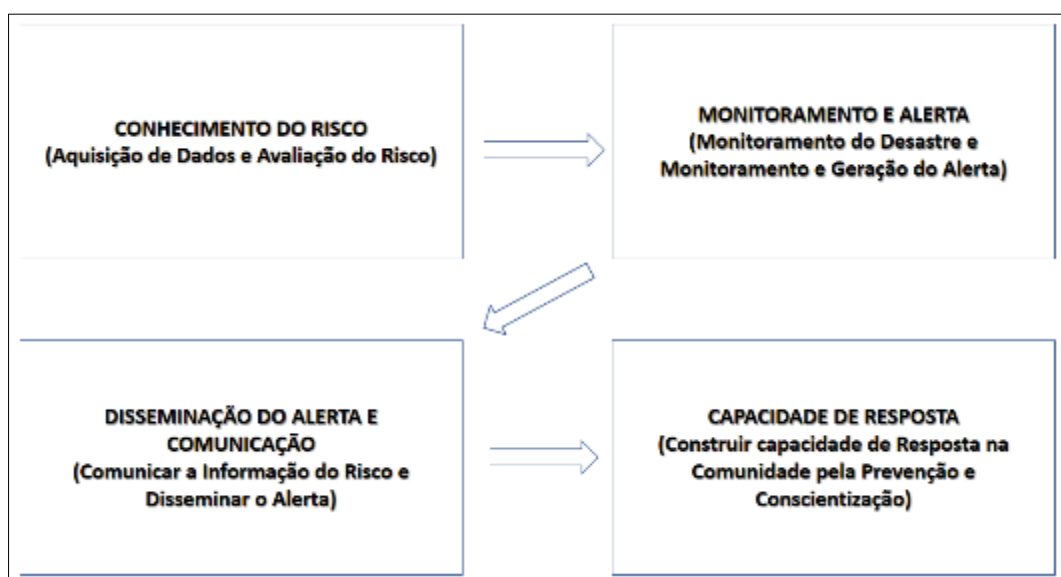 CONHECIMENTO DO RISCO
(Aquisição de Dados e Avaliação do Risco)
MONITORAMENTO E ALERTA
(Monitoramento do Desastre e
Monitoramento e Geração do Alerta)
DISSEMINAÇÃO DO ALERTA E
COMUNICAÇÃO
(Comunicar a Informação do Risco e
Disseminar o Alerta)
CAPACIDADE DE RESPOSTA
(Construir capacidade de Resposta na
Comunidade pela Prevenção e
Conscientização)